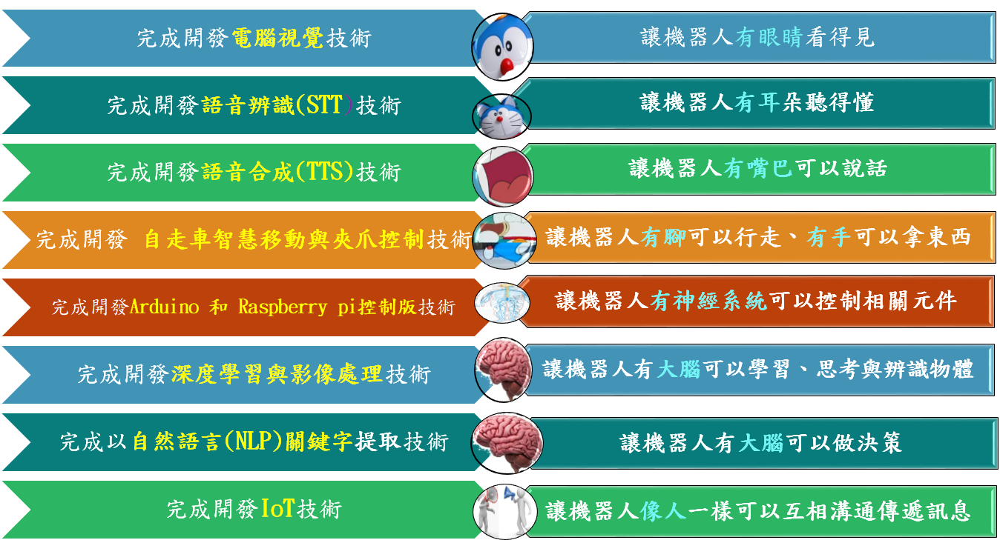 完成開發電腦視覺技術
讓機器人有眼睛看得見
完成開發語音辨識(STT)技術
讓機器人有耳朵聽得懂
完成開發語音合成(TTS)技術
讓機器人有嘴巴可以說話
完成開發 自走車智慧移動與夾爪控制技術
讓機器人有腳可以行走、有手可以拿東西
完成開發Arduino 和 Raspberry pi控制版技術
讓機器人有神經系統可以控制相關元件
完成開發深度學習與影像處理技術
讓機器人有大腦可以學習、思考與辨識物體
完成以自然語言(NLP)關鍵字提取技術
讓機器人有大腦可以做決策
完成開發IoT技術
讓機器人像人一樣可以互相溝通傳遞訊息